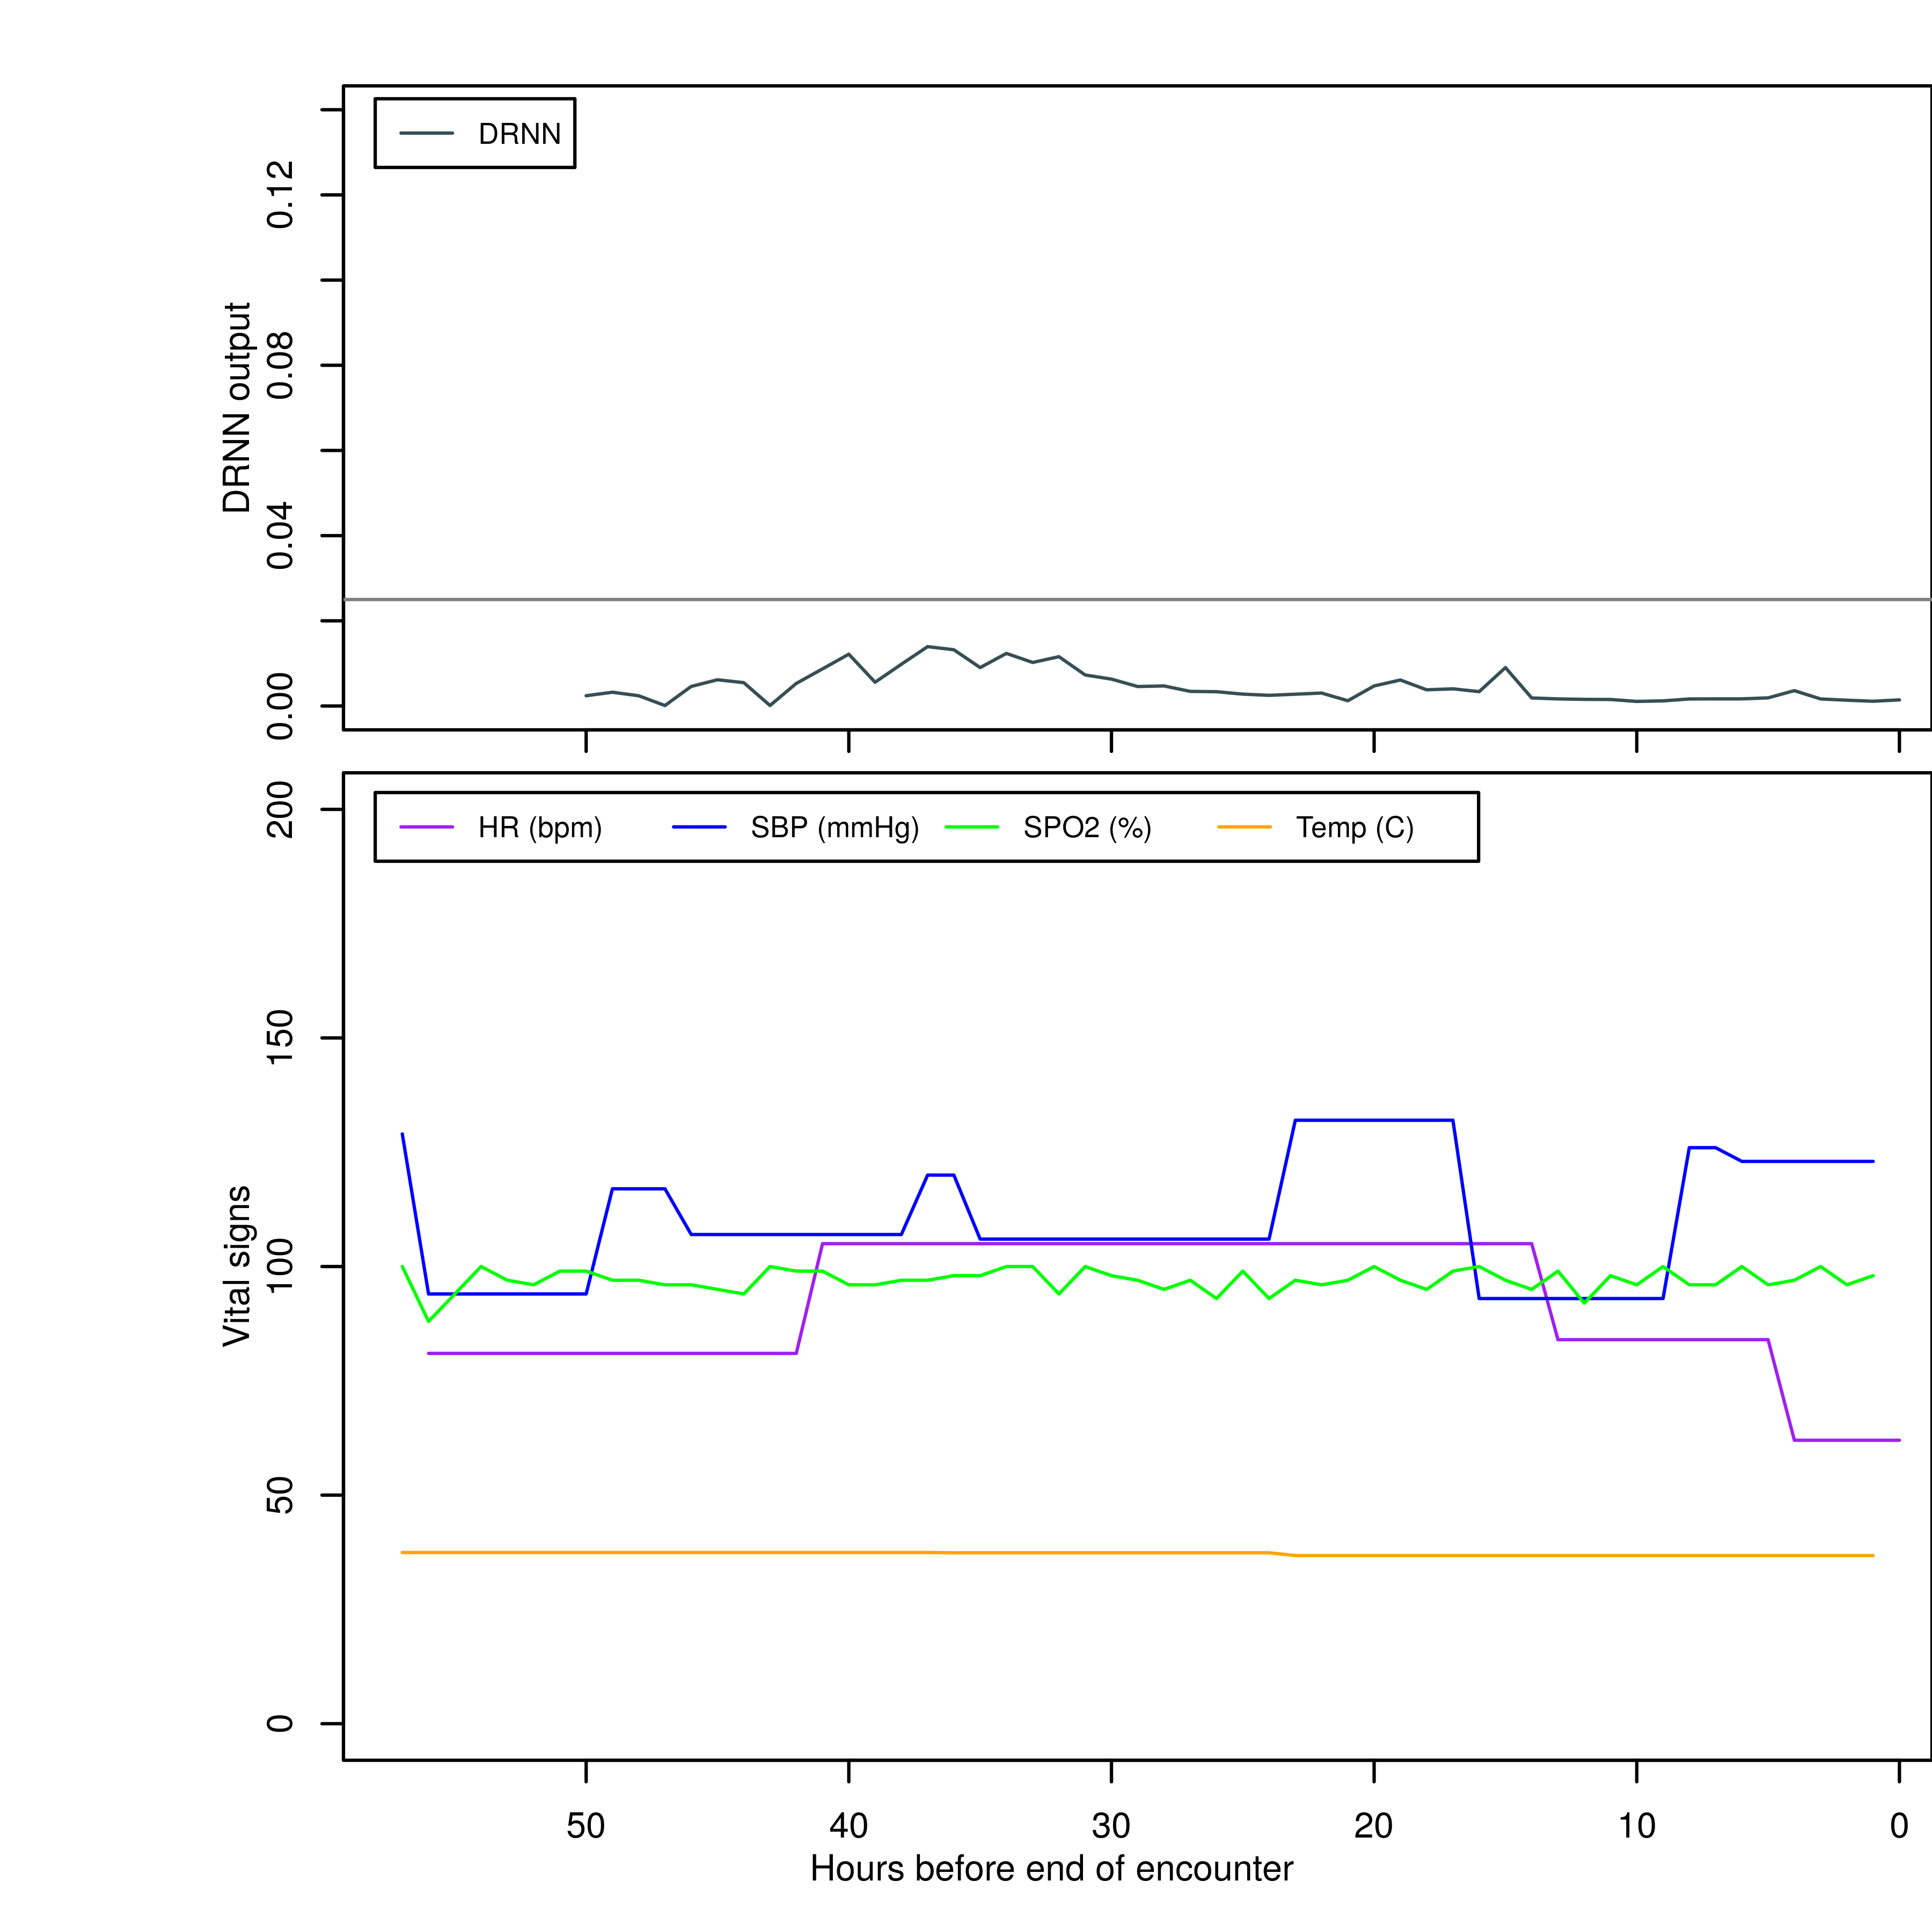 DRNN
DRNN output
0.12
0.08
0.04
0.00
HR (bpm) SBP (mmHg) SPO2 (%) Temp (C)
Vital signs
200
150
100
50
0
50 40 30 20 10 0
Hours before end of encounter